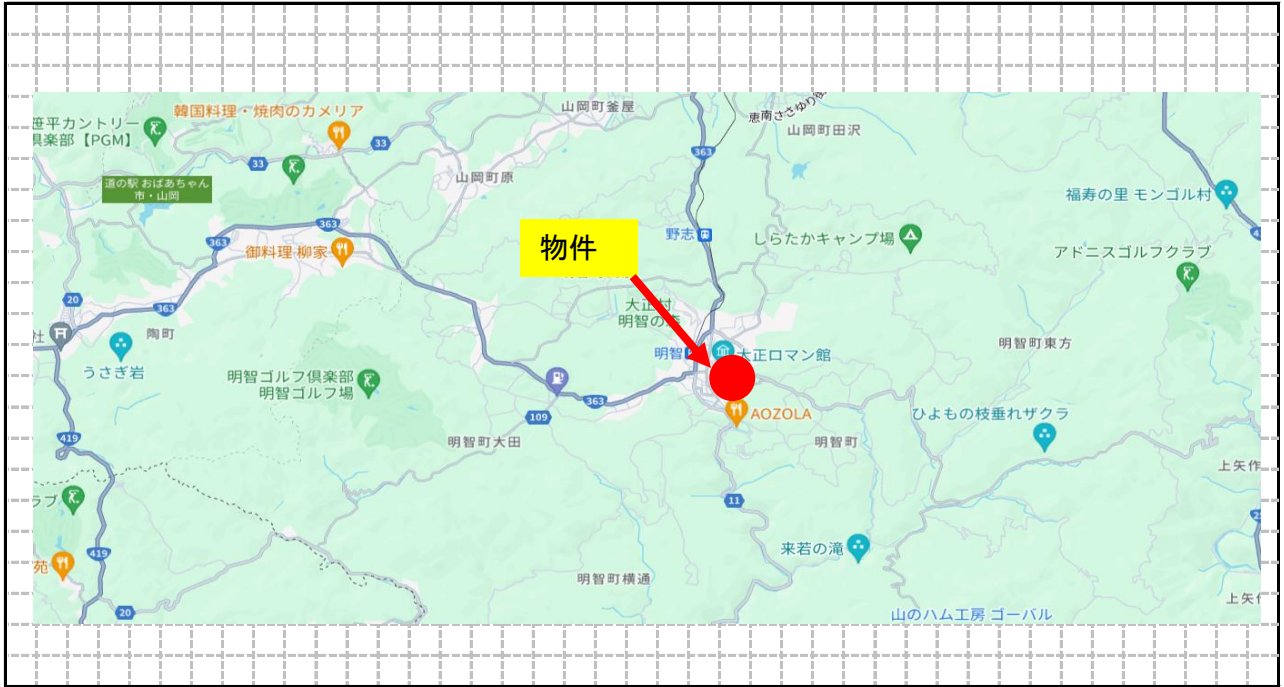 韓国料理・焼肉のカメリア
山岡町釜屋
恵南ささゆり
笹平カントリー
倶楽部【PGM】
33
33
363
山岡町田沢
道の駅 おばあちゃん
市・山岡
山岡町原
福寿の里 モンゴル村
363
363
御料理 柳家
物件
野志
しらたかキャンプ場
アドニスゴルフクラブ
20
363
大正村
明智の森
社
陶町
うさぎ岩
明智
大正ロマン館
明智町東方
明智ゴルフ倶楽部
明智ゴルフ場
363
109
AOZOLA
ひよもの枝垂れザクラ
419
明智町大田
明智町
上矢作
ラブ
11
419
来若の滝
苑
明智町横通
20
山のハム工房 ゴーバル
上矢作